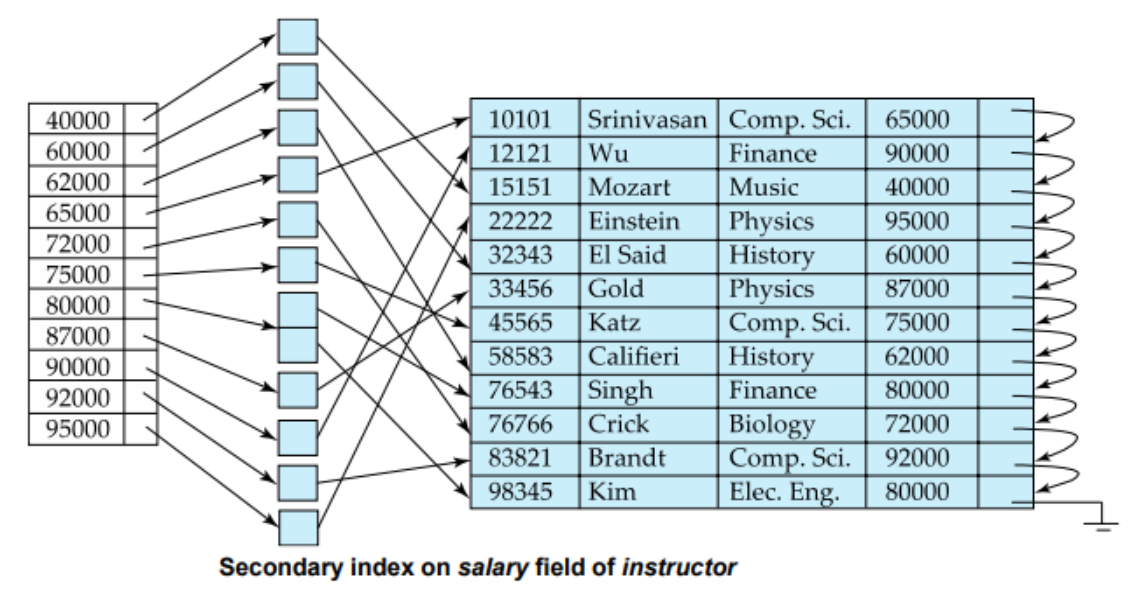 40000
60000
62000
65000
72000
75000
80000
87000
90000
92000
95000
10101 Srinivasan Comp. Sci. 65000
12121 Wu Finance 90000
15151 Mozart Music 40000
22222 Einstein Physics 95000
32343 El Said History 60000
33456 Gold Physics 87000
45565 Katz Comp. Sci. 75000
58583 Califieri History 62000
76543 Singh Finance 80000
76766 Crick Biology 72000
83821 Brandt Comp. Sci. 92000
98345 Kim Elec. Eng. 80000
Secondary index on salary field of instructor